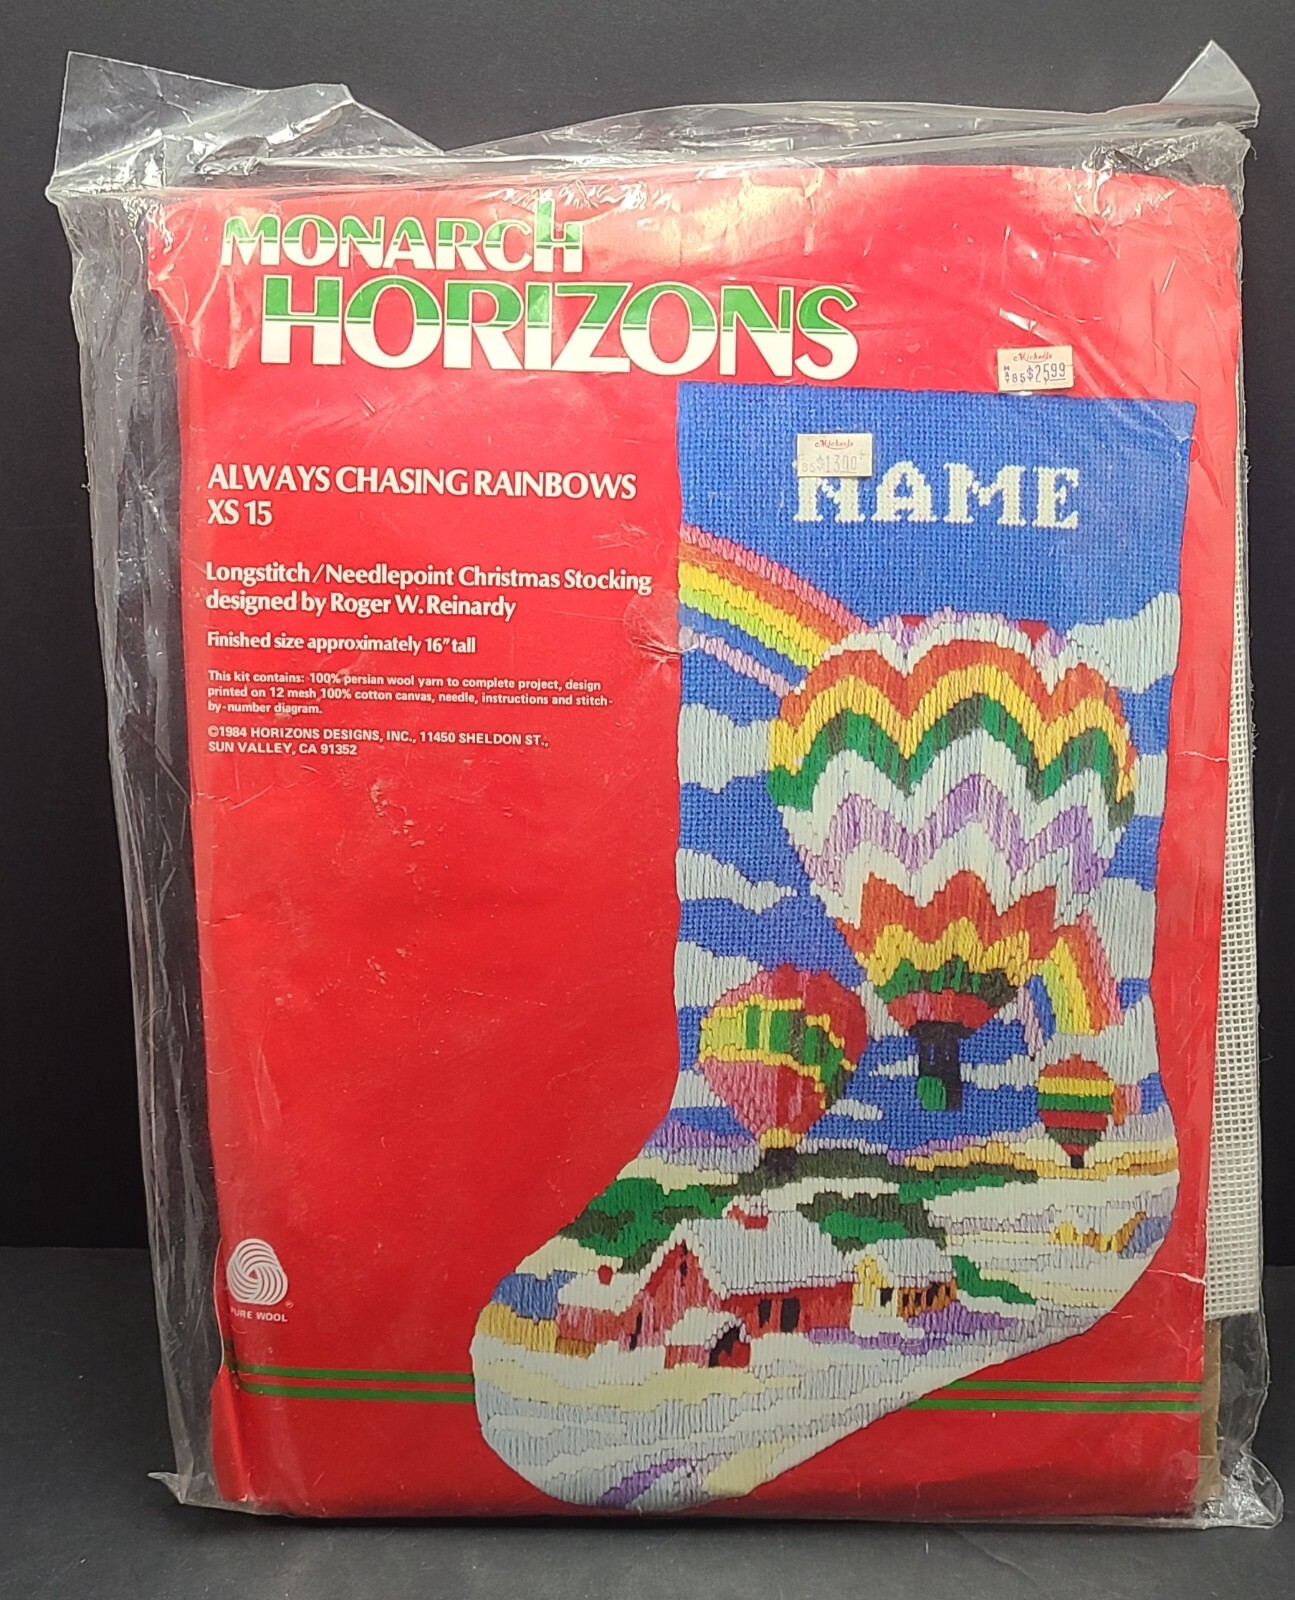 MONARCH
HORIZONS
Michaels
MAY 85 $25.99
Michaels
85 $13.00
NAME
ALWAYS CHASING RAINBOWS
XS 15
Longstitch/Needlepoint Christmas Stocking
designed by Roger W. Reinardy
Finished size approximately 16" tall
This kit contains: 100% persian wool yarn to complete project, design
printed on 12 mesh 100% cotton canvas, needle, instructions and stitch-
by-number diagram.
©1984 HORIZONS DESIGNS, INC., 11450 SHELDON ST.,
SUN VALLEY, CA 91352
PURE WOOL